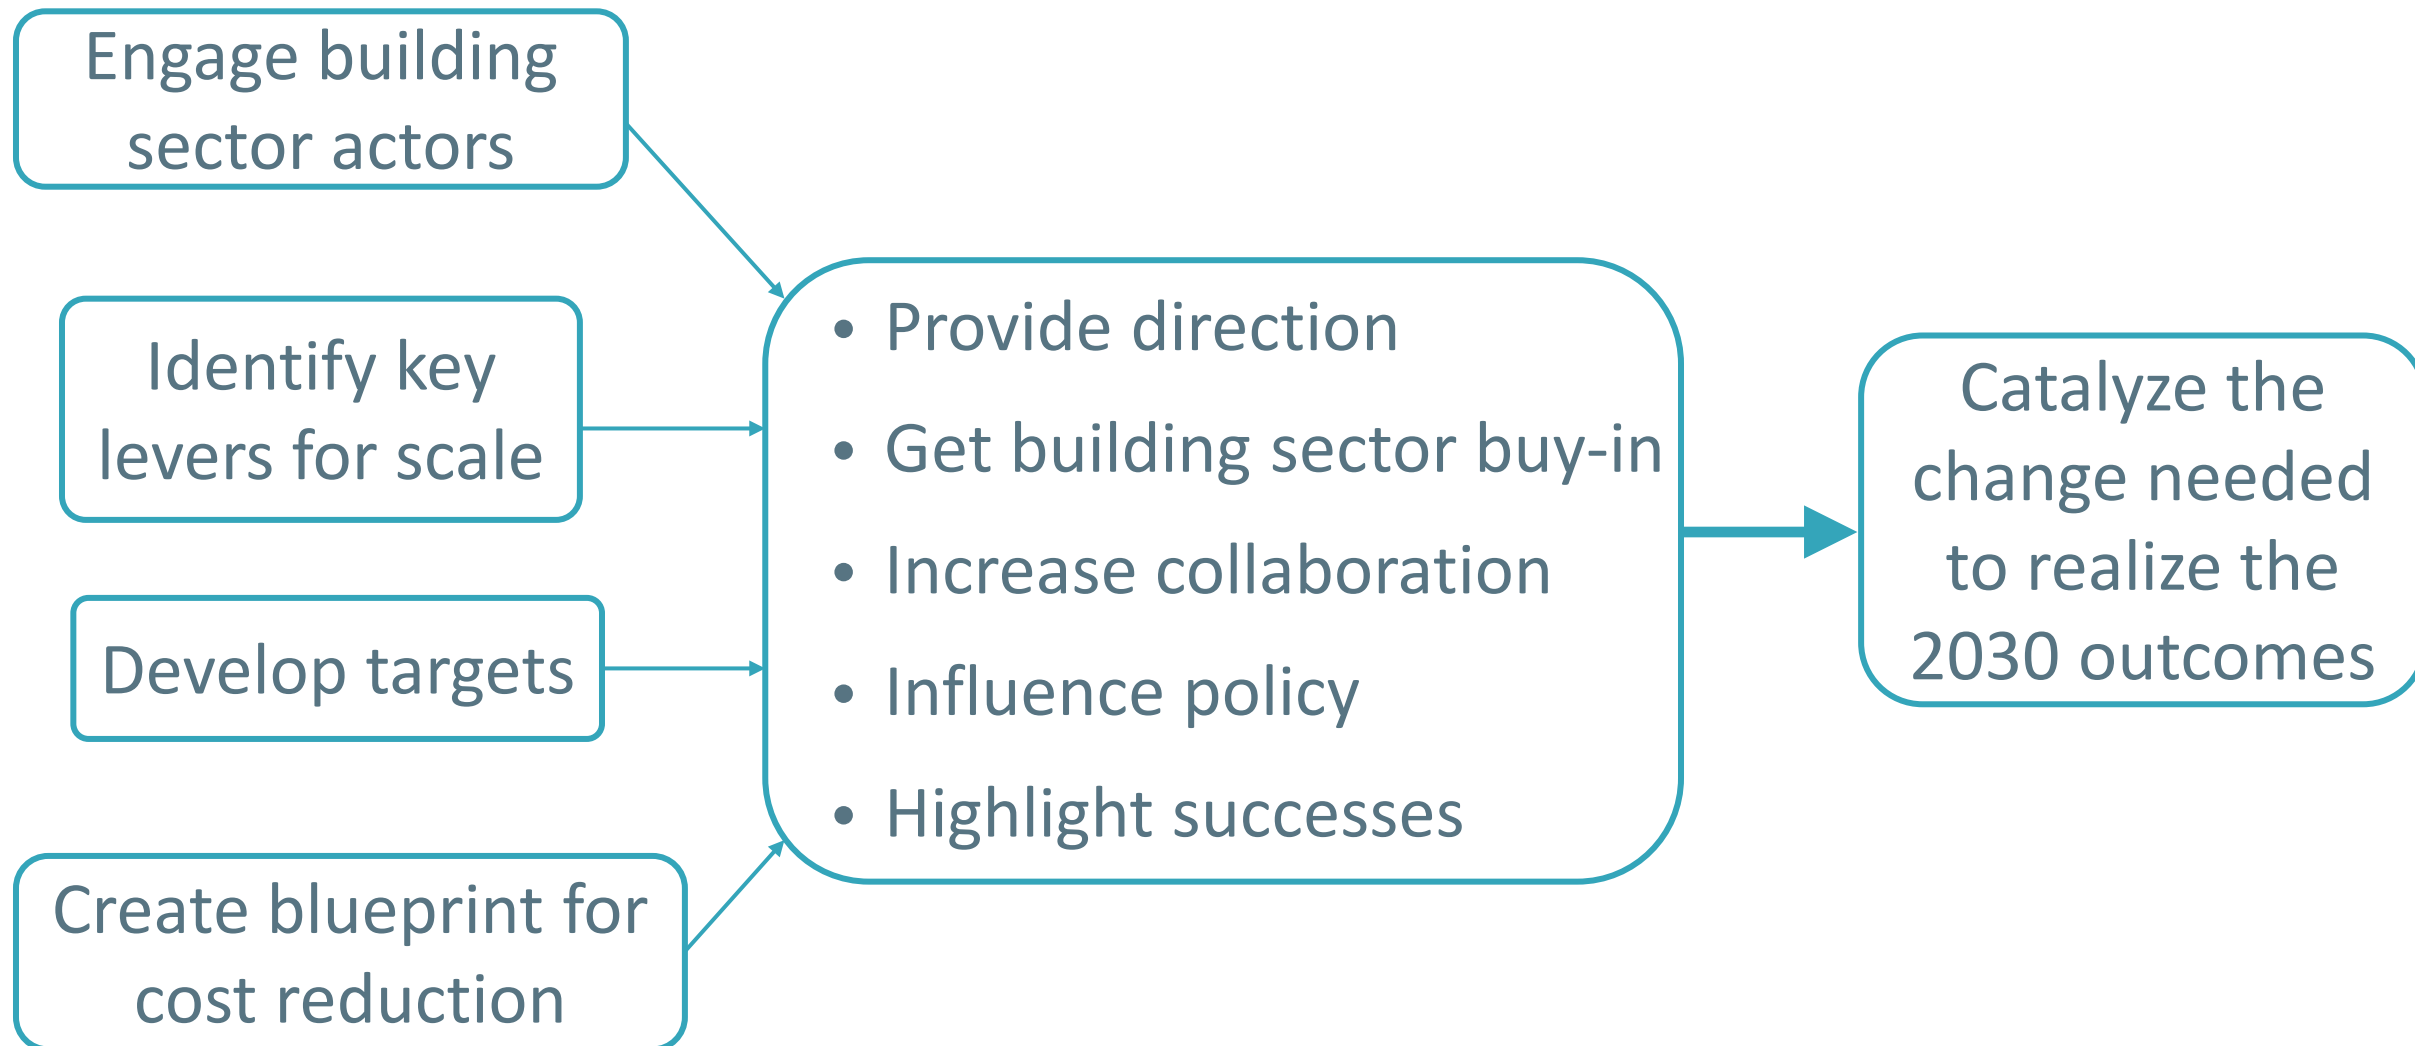 Engage building
sector actors
Identify key
levers for scale
Develop targets
Create blueprint for
cost reduction
• Provide direction
• Get building sector buy-in
• Increase collaboration
• Influence policy
• Highlight successes
Catalyze the
change needed
to realize the
2030 outcomes